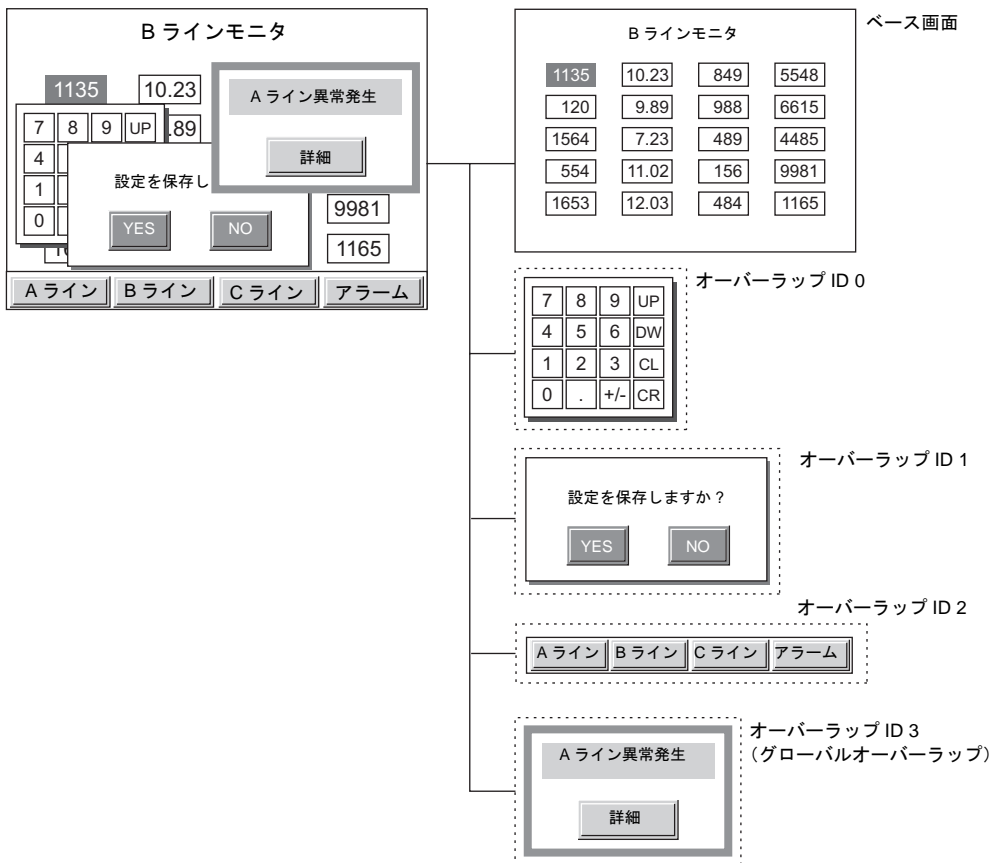 B ラインモニタ
1135 10.23
7 8 9 UP .89
4
1
0
設定を保存し
YES NO
A ライン異常発生
詳細
9981
1165
A ライン B ライン C ライン アラーム
ベース画面
B ラインモニタ
1135 10.23 849 5548
120 9.89 988 6615
1564 7.23 489 4485
554 11.02 156 9981
1653 12.03 484 1165
オーバーラップ ID 0
7 8 9 UP
4 5 6 DW
1 2 3 CL
0 . +/- CR
オーバーラップ ID 1
設定を保存しますか?
YES NO
オーバーラップ ID 2
A ライン B ライン C ライン アラーム
オーバーラップ ID 3
(グローバルオーバーラップ)
A ライン異常発生
詳細